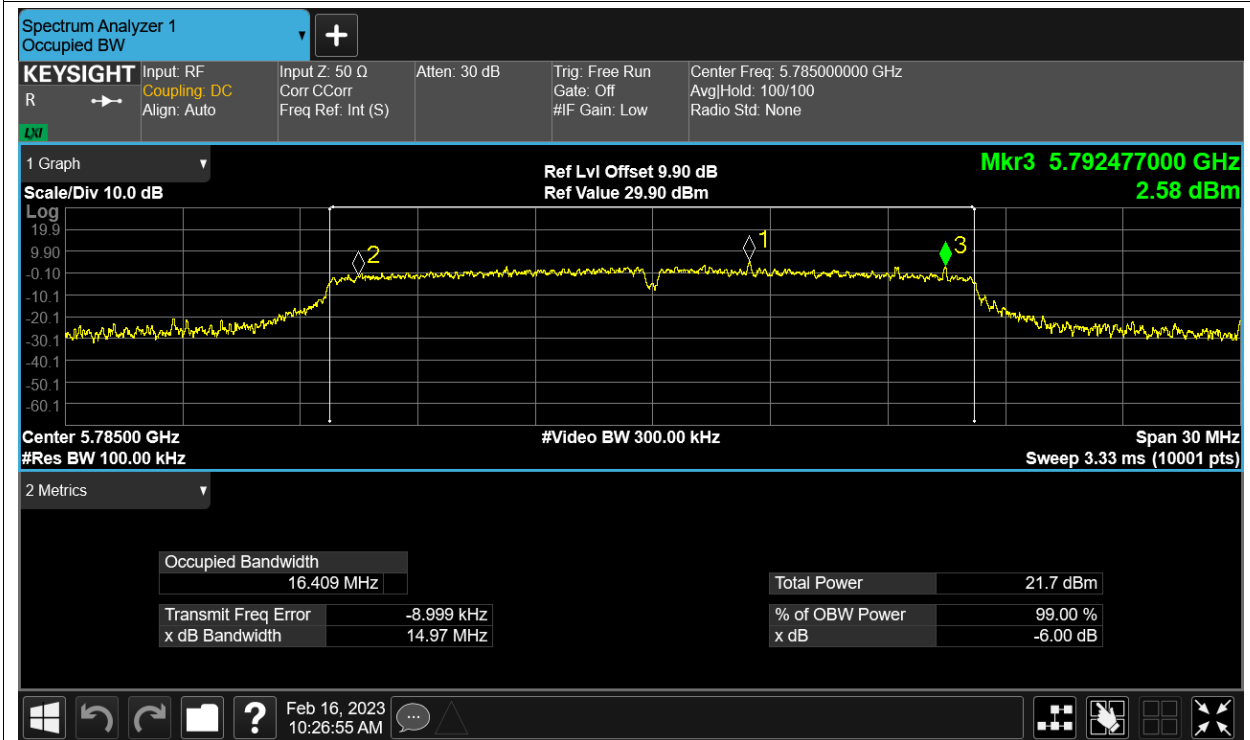 Spectrum Analyzer 1
Occupied BW
+
KEYSIGHT Input: RF Input Z: 50 Ω Atten: 30 dB Trig: Free Run Center Freq: 5.785000000 GHz
R Coupling: DC Corr CCorr Gate: Off Avg|Hold: 100/100
Align: Auto Freq Ref: Int (S) #IF Gain: Low Radio Std: None
LXI
1 Graph Ref Lvl Offset 9.90 dB Mkr3 5.792477000 GHz
Scale/Div 10.0 dB Ref Value 29.90 dBm 2.58 dBm
Log
19.9
9.90
-0.10
-10.1
-20.1
-30.1
-40.1
-50.1
-60.1
2
1
3
Center 5.78500 GHz #Video BW 300.00 kHz Span 30 MHz
#Res BW 100.00 kHz Sweep 3.33 ms (10001 pts)
2 Metrics
Occupied Bandwidth
16.409 MHz Total Power 21.7 dBm
Transmit Freq Error -8.999 kHz % of OBW Power 99.00 %
x dB Bandwidth 14.97 MHz x dB -6.00 dB
? Feb 16, 2023
10:26:55 AM